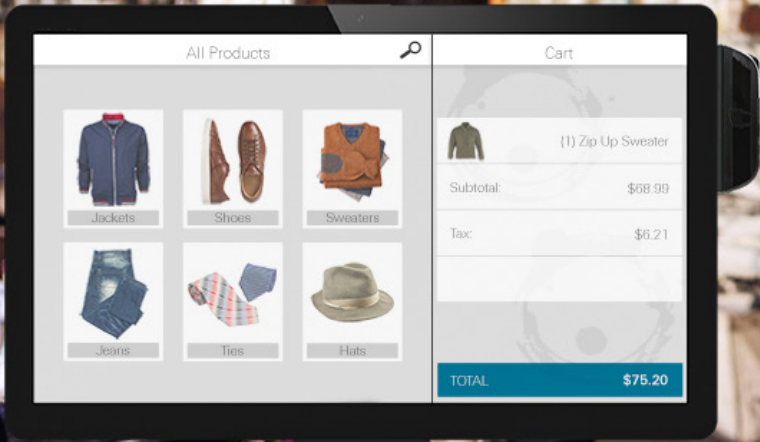 All Products
Cart
Jackets
Shoes
Sweaters
Jeans
Ties
Hats
(1) Zip Up Sweater
Subtotal: $68.99
Tax: $6.21
TOTAL $75.20